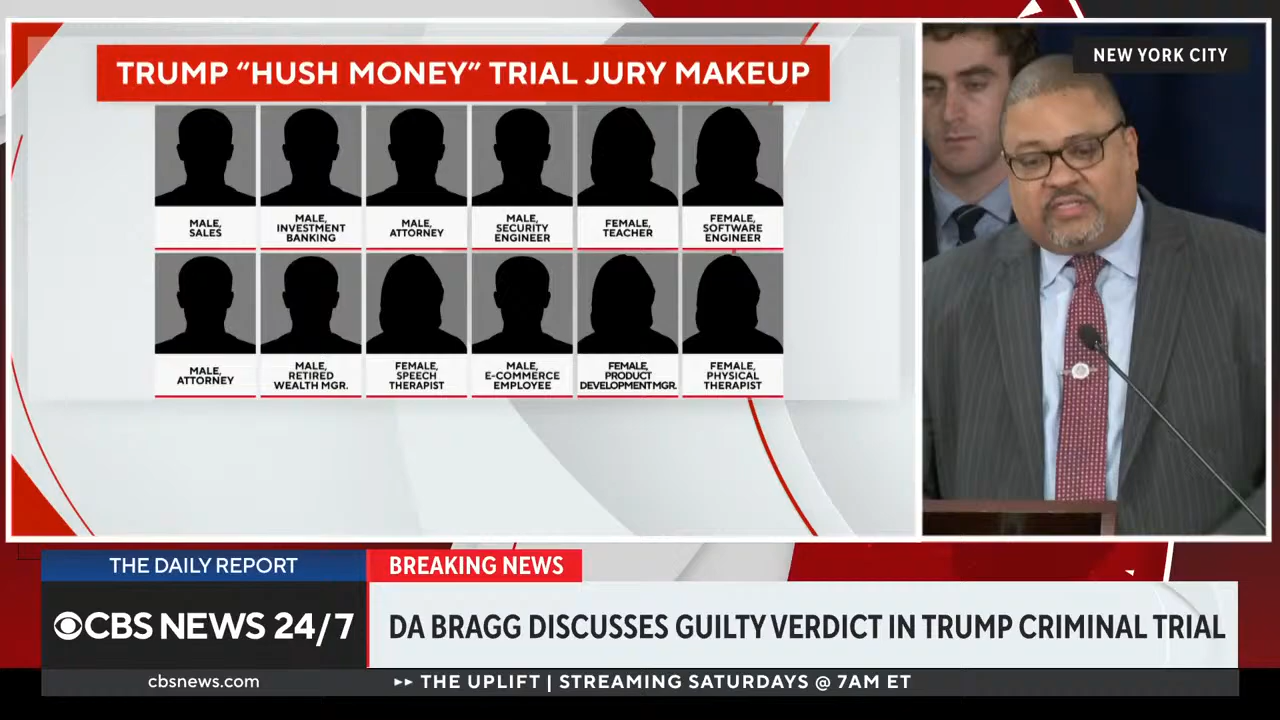 TRUMP “HUSH MONEY” TRIAL JURY MAKEUP
NEW YORK CITY
MALE,
SALES
MALE,
INVESTMENT
BANKING
MALE,
ATTORNEY
MALE,
SECURITY
ENGINEER
FEMALE,
TEACHER
FEMALE,
SOFTWARE
ENGINEER
MALE,
ATTORNEY
MALE,
RETIRED
WEALTH MGR.
FEMALE,
SPEECH
THERAPIST
MALE,
E-COMMERCE
EMPLOYEE
FEMALE,
PRODUCT
DEVELOPMENT MGR.
FEMALE,
PHYSICAL
THERAPIST
THE DAILY REPORT
BREAKING NEWS
CBS NEWS 24/7
DA BRAGG DISCUSSES GUILTY VERDICT IN TRUMP CRIMINAL TRIAL
cbsnews.com
THE UPLIFT | STREAMING SATURDAYS @ 7AM ET